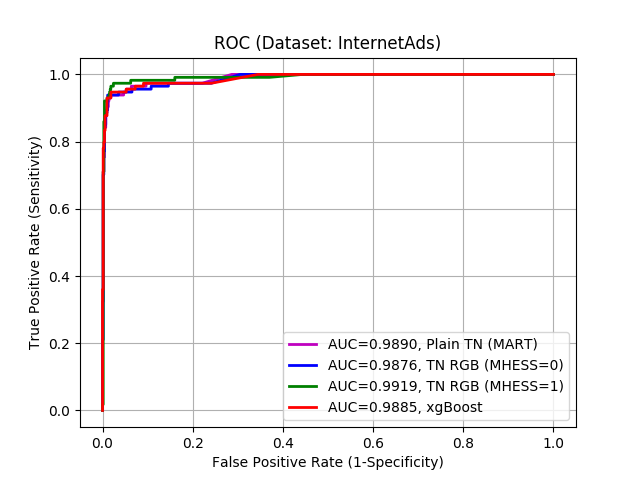 ROC (Dataset: InternetAds)
True Positive Rate (Sensitivity)
1.0
0.8
0.6
0.4
0.2
0.0
AUC=0.9890, Plain TN (MART)
AUC=0.9876, TN RGB (MHESS=0)
AUC=0.9919, TN RGB (MHESS=1)
AUC=0.9885, xgBoost
0.0 0.2 0.4 0.6 0.8 1.0
False Positive Rate (1-Specificity)